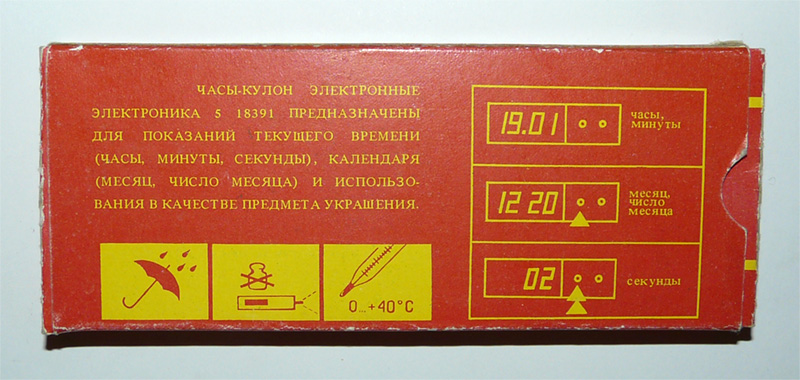 ЧАСЫ-КУЛОН ЭЛЕКТРОННЫЕ
ЭЛЕКТРОНИКА 5 18391 ПРЕДНАЗНАЧЕНЫ
ДЛЯ ПОКАЗАНИЙ ТЕКУЩЕГО ВРЕМЕНИ
(ЧАСЫ, МИНУТЫ, СЕКУНДЫ), КАЛЕНДАРЯ
(МЕСЯЦ, ЧИСЛО МЕСЯЦА) И ИСПОЛЬЗО-
ВАНИЯ В КАЧЕСТВЕ ПРЕДМЕТА УКРАШЕНИЯ.
0...+40°C
19.01
часы,
минуты
12 20
месяц,
число
месяца
02
секунды